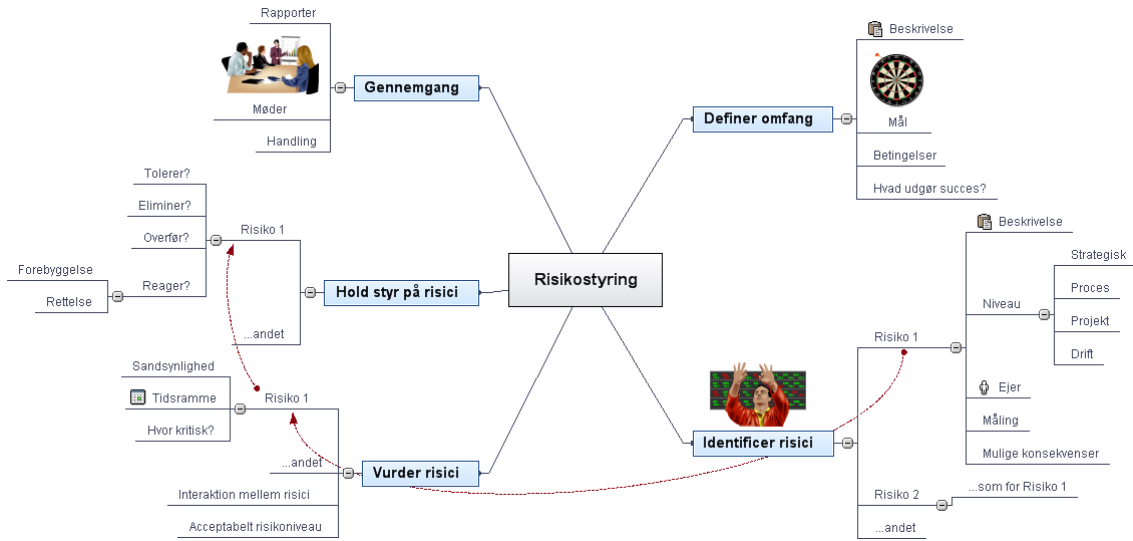 Risikostyring
Definer omfang
Beskrivelse
Mål
Betingelser
Hvad udgør succes?
Identificer risici
Risiko 1
Beskrivelse
Niveau
Strategisk
Proces
Projekt
Drift
Ejer
Måling
Mulige konsekvenser
Risiko 2
...som for Risiko 1
...andet
Vurder risici
Risiko 1
Sandsynlighed
Tidsramme
Hvor kritisk?
...andet
Interaktion mellem risici
Acceptabelt risikoniveau
Hold styr på risici
Risiko 1
Tolerer?
Eliminer?
Overfør?
Reager?
Forebyggelse
Rettelse
...andet
Gennemgang
Rapporter
Møder
Handling